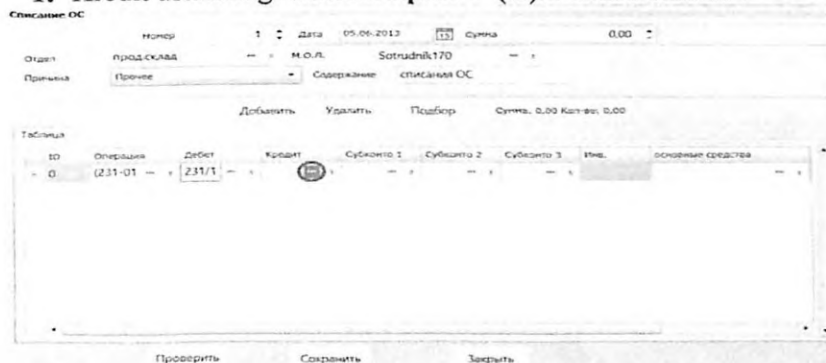 Списание ОС
Номер 1 Дата 05.06.2013 15 Сумма 0,00
Отдел прод.склад ... М.О.Л. Sotrudnik170 ...
Причина Прочее Содержание списания ОС
Добавить Удалить Подбор Сумма: 0,00 Кол-во: 0,00
Таблица
ID Операция Дебет Кредит Субконто 1 Субконто 2 Субконто 3 Инв. основные средства
0 (231-01 ... 231/1 ... ... ... ... ... ...
Проверить Сохранить Закрыть